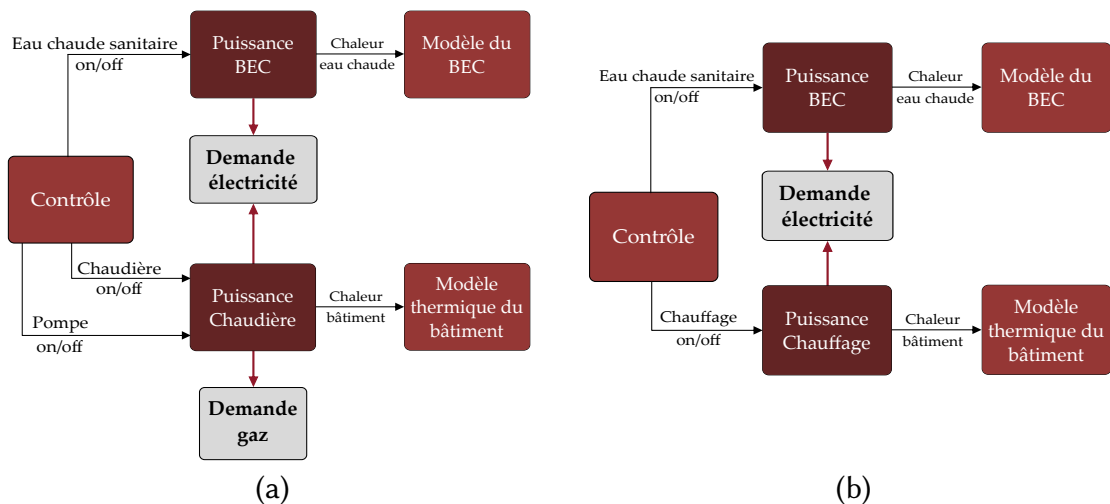 Eau chaude sanitaire
on/off
Puissance
BEC
Chaleur
eau chaude
Modèle du
BEC
Demande
électricité
Contrôle
Chaudière
on/off
Pompe
on/off
Puissance
Chaudière
Chaleur
bâtiment
Modèle
thermique du
bâtiment
Demande
gaz
(a)
Eau chaude sanitaire
on/off
Puissance
BEC
Chaleur
eau chaude
Modèle du
BEC
Demande
électricité
Contrôle
Chauffage
on/off
Puissance
Chauffage
Chaleur
bâtiment
Modèle
thermique du
bâtiment
(b)